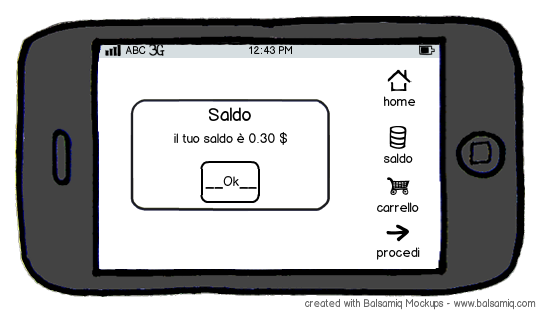 ABC 3G 12:43 PM
Saldo
il tuo saldo è 0.30 $
__Ok__
home
saldo
carrello
procedi
created with Balsamiq Mockups - www.balsamiq.com